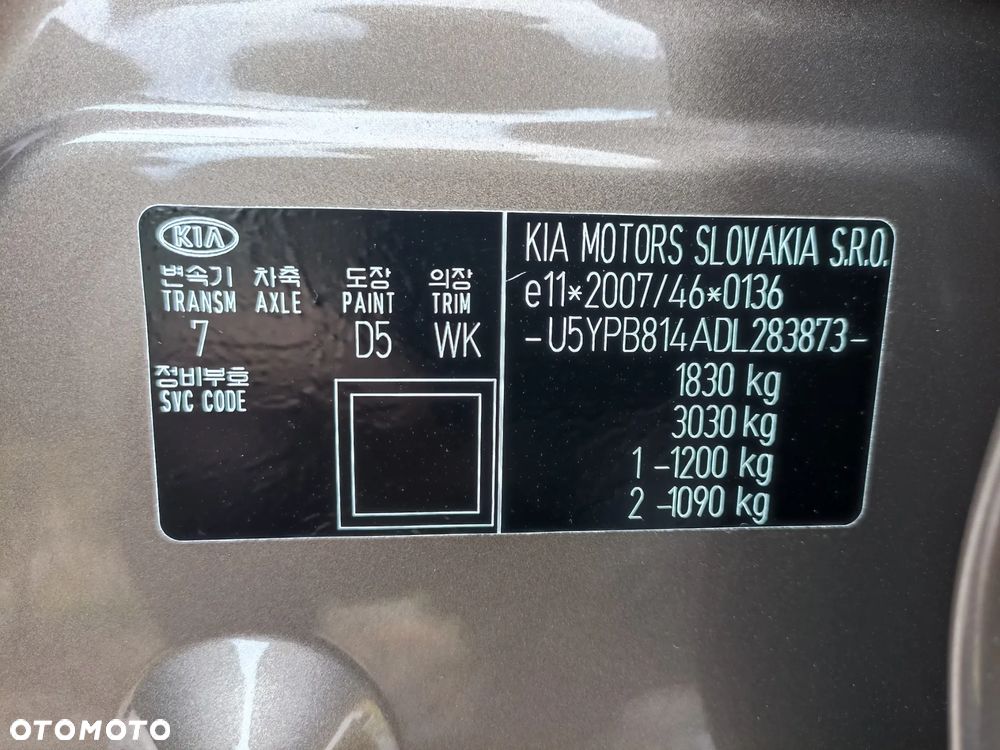 KIA
변속기 차축 도장 의장
TRANSM AXLE PAINT TRIM
7 D5 WK
정비부호
SVC CODE
KIA MOTORS SLOVAKIA S.R.O.
e11*2007/46*0136
-U5YPB814ADL283873-
1830 kg
3030 kg
1 -1200 kg
2 -1090 kg
OTOMOTO